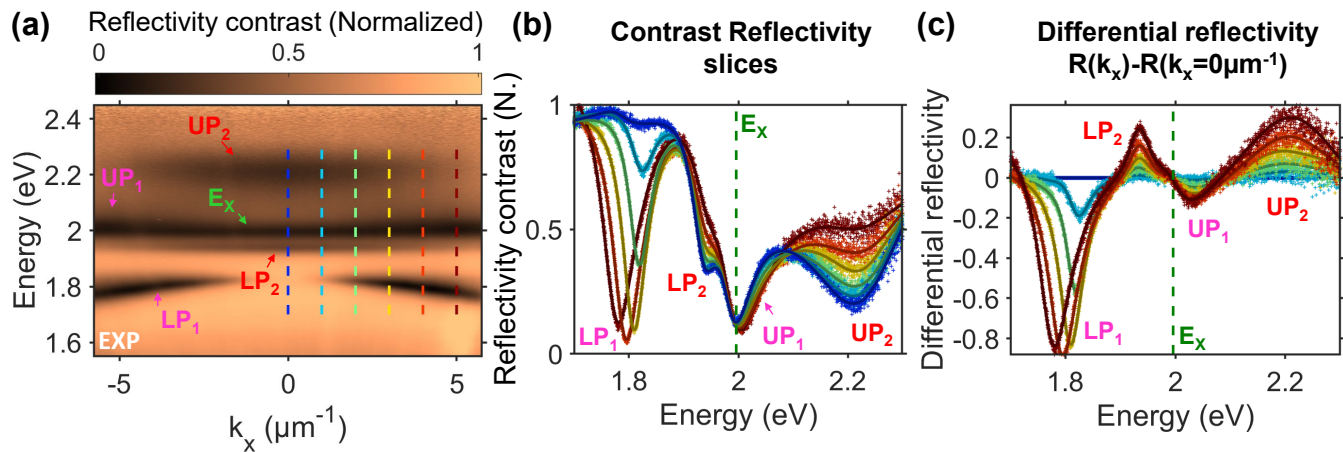 (a)
Reflectivity contrast (Normalized)
0 0.5 1
2.4
2.2
2
1.8
1.6
Energy (eV)
UP₂
UP₁
Eₓ
LP₂
LP₁
EXP
-5 0 5
kₓ (µm⁻¹)
(b)
Contrast Reflectivity
slices
Reflectivity contrast (N.)
1
0.5
0
Eₓ
LP₂
LP₁
UP₁
UP₂
1.8 2 2.2
Energy (eV)
(c)
Differential reflectivity
R(kₓ)-R(kₓ=0µm⁻¹)
Differential reflectivity
0.2
0
-0.2
-0.4
-0.6
-0.8
LP₂
UP₁
UP₂
LP₁
Eₓ
1.8 2 2.2
Energy (eV)